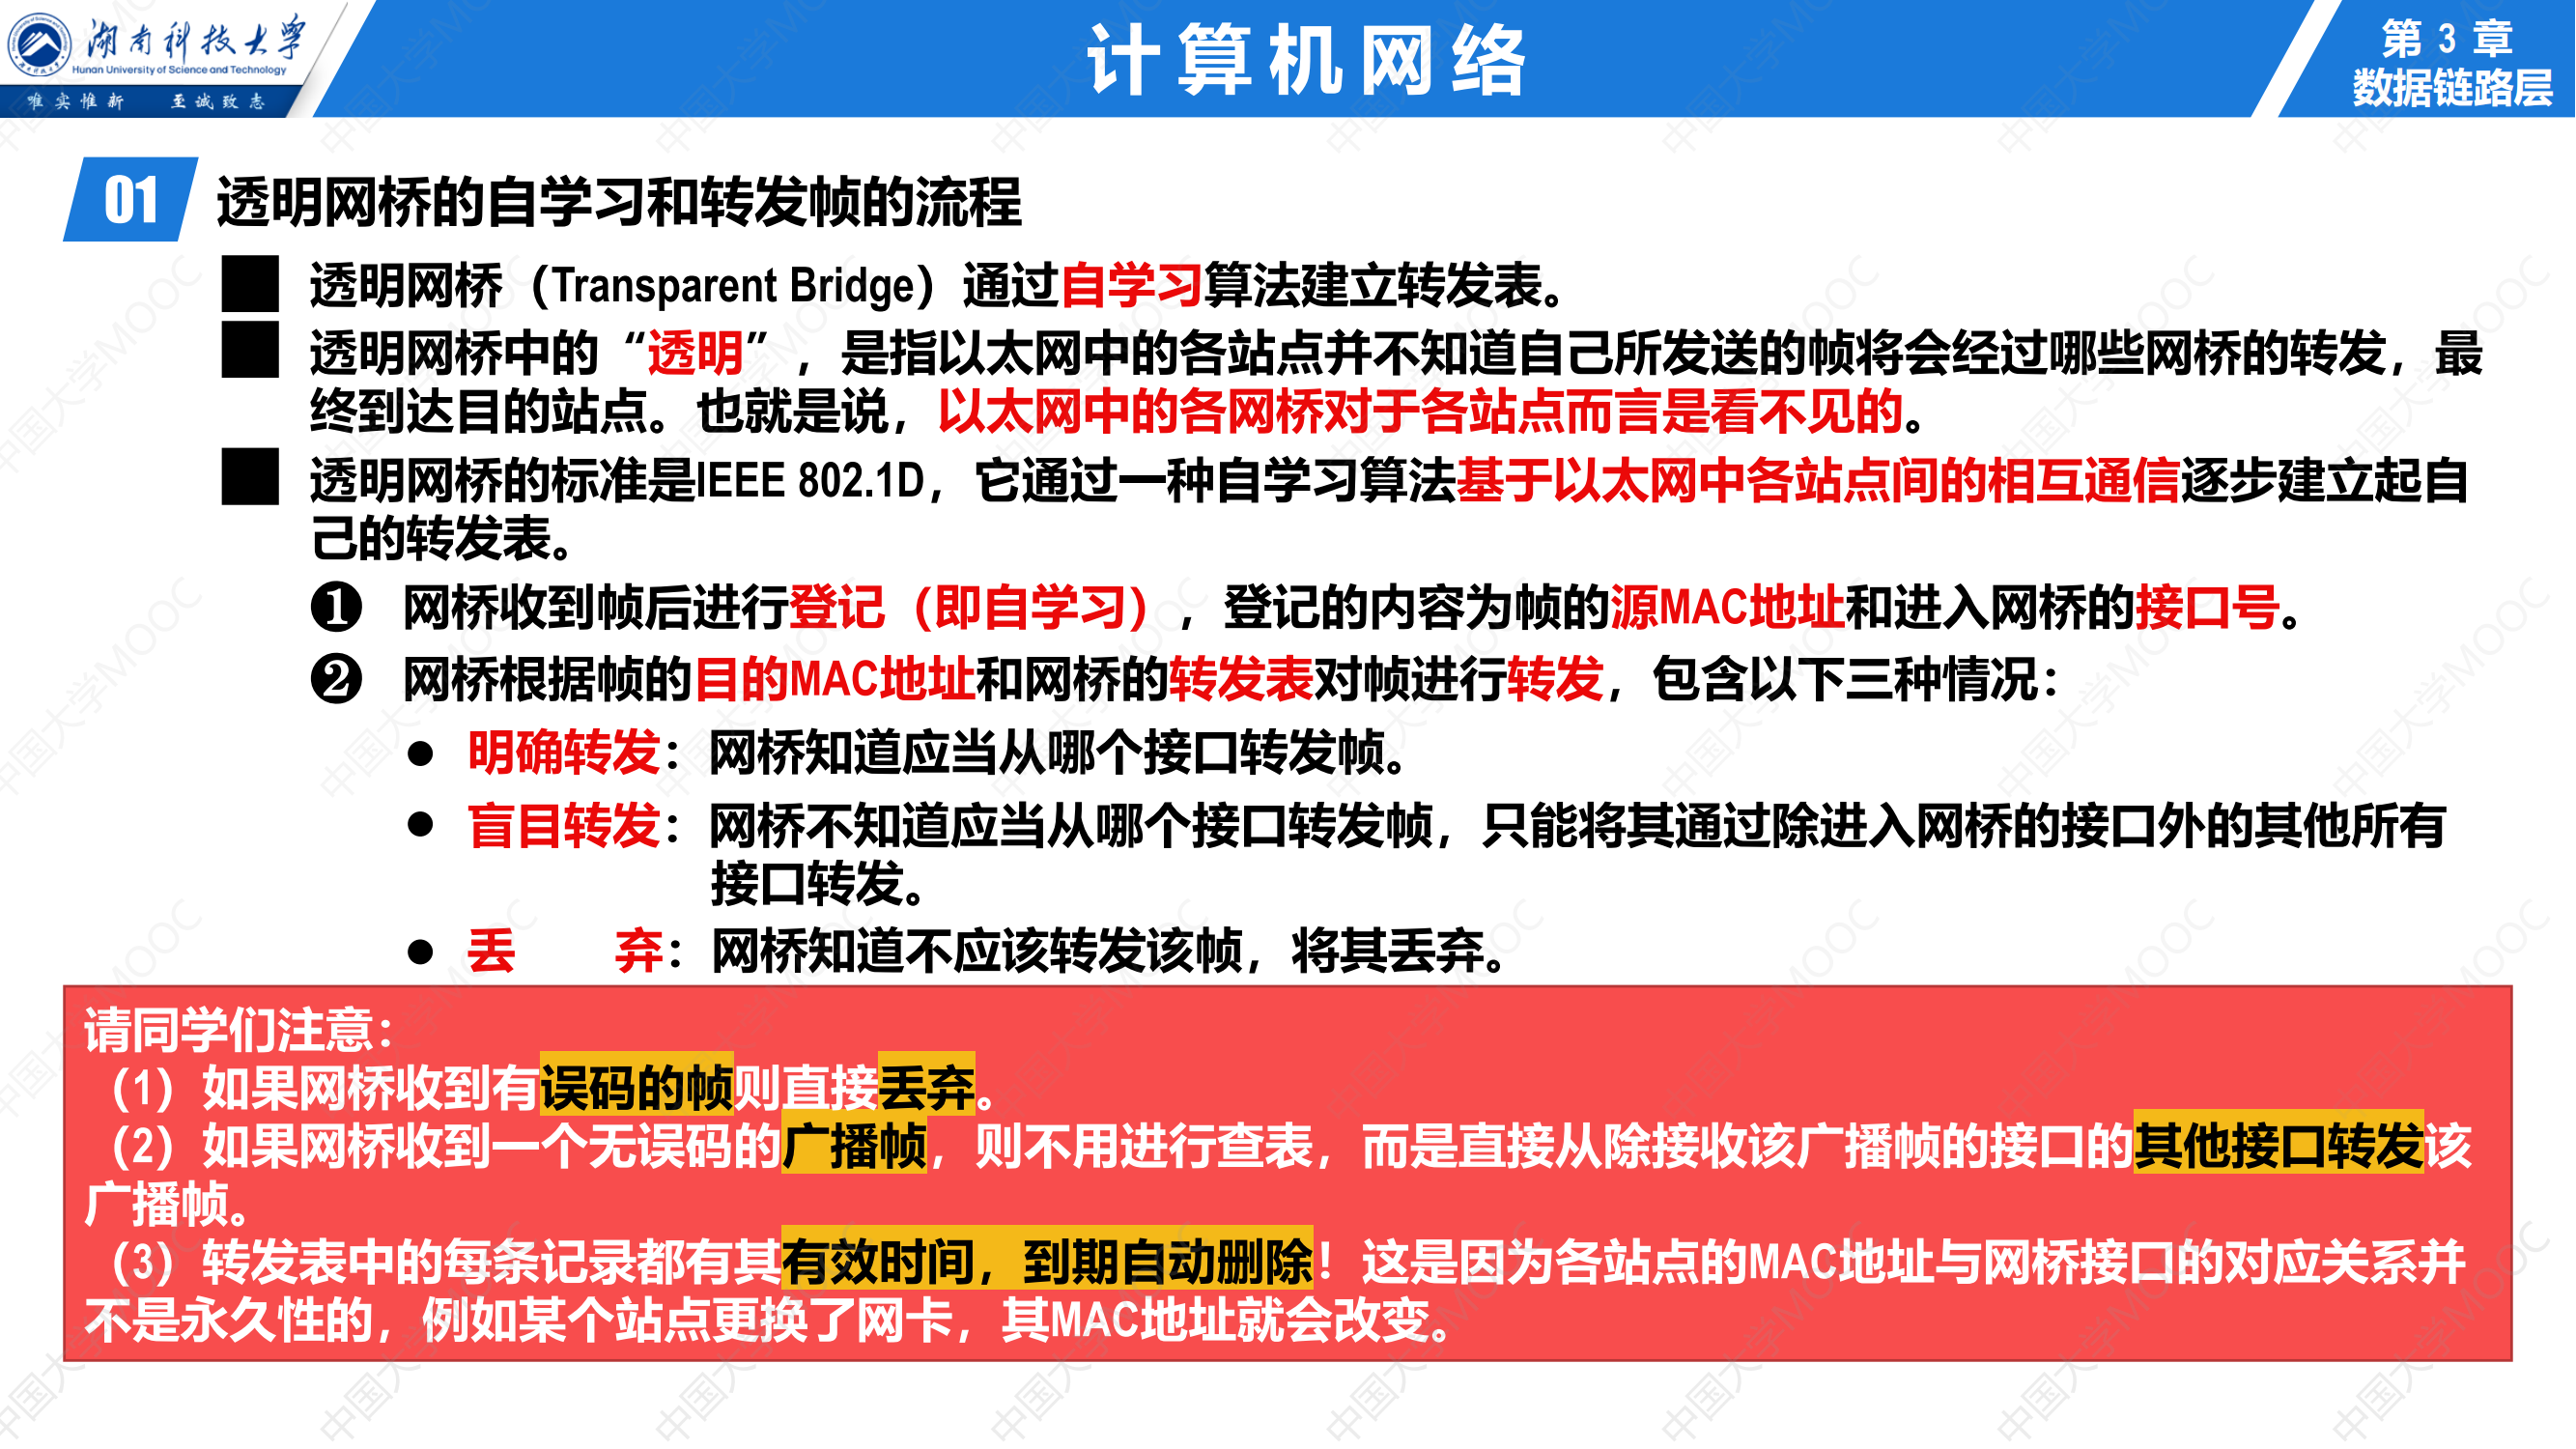 湖南科技大学
Hunan University of Science and Technology
唯实惟新 至诚致志
计算机网络
第 3 章
数据链路层
01 透明网桥的自学习和转发帧的流程
透明网桥（Transparent Bridge）通过自学习算法建立转发表。
透明网桥中的“透明”，是指以太网中的各站点并不知道自己所发送的帧将会经过哪些网桥的转发，最
终到达目的站点。也就是说，以太网中的各网桥对于各站点而言是看不见的。
透明网桥的标准是IEEE 802.1D，它通过一种自学习算法基于以太网中各站点间的相互通信逐步建立起自
己的转发表。
❶ 网桥收到帧后进行登记（即自学习），登记的内容为帧的源MAC地址和进入网桥的接口号。
❷ 网桥根据帧的目的MAC地址和网桥的转发表对帧进行转发，包含以下三种情况：
● 明确转发：网桥知道应当从哪个接口转发帧。
● 盲目转发：网桥不知道应当从哪个接口转发帧，只能将其通过除进入网桥的接口外的其他所有
接口转发。
● 丢 弃：网桥知道不应该转发该帧，将其丢弃。
请同学们注意：
（1）如果网桥收到有误码的帧则直接丢弃。
（2）如果网桥收到一个无误码的广播帧，则不用进行查表，而是直接从除接收该广播帧的接口的其他接口转发该
广播帧。
（3）转发表中的每条记录都有其有效时间，到期自动删除！这是因为各站点的MAC地址与网桥接口的对应关系并
不是永久性的，例如某个站点更换了网卡，其MAC地址就会改变。
中国大学MOOC